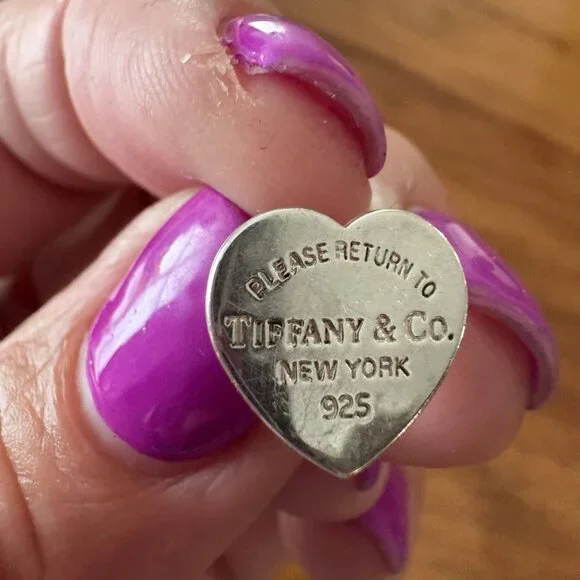 PLEASE RETURN TO
TIFFANY & CO.
NEW YORK
925